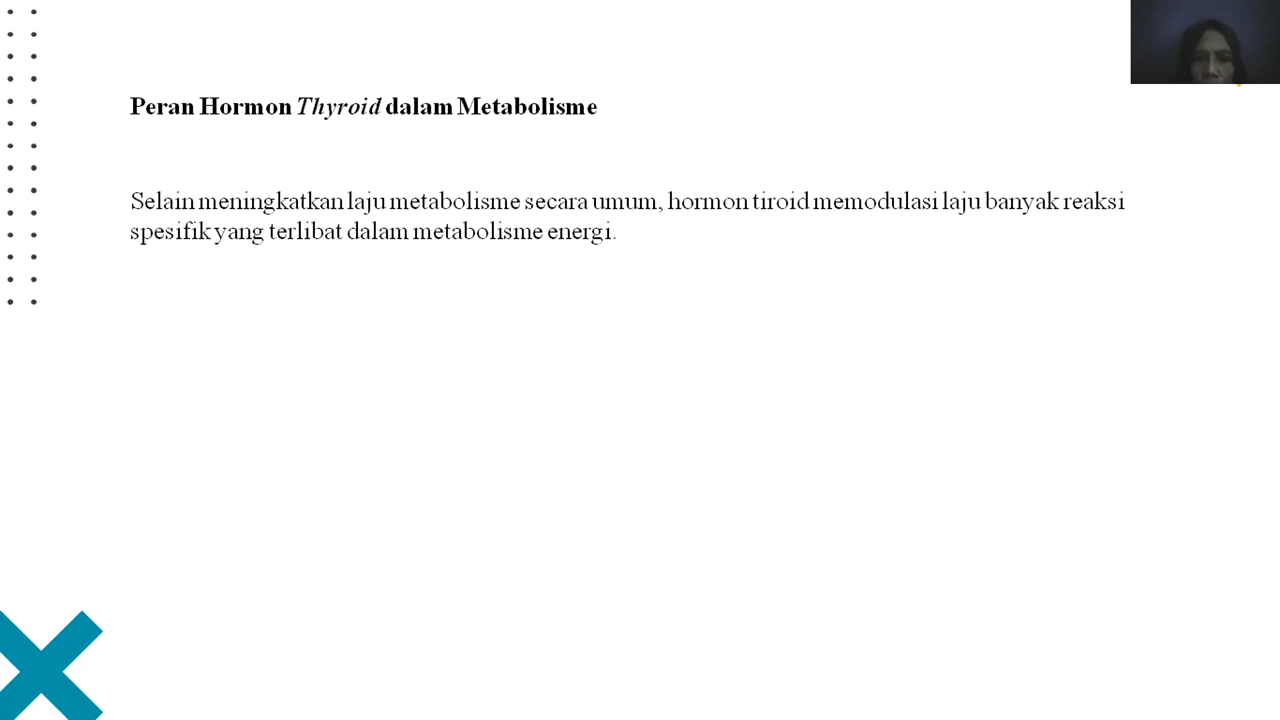 Peran Hormon Thyroid dalam Metabolisme
Selain meningkatkan laju metabolisme secara umum, hormon tiroid memodulasi laju banyak reaksi
spesifik yang terlibat dalam metabolisme energi.